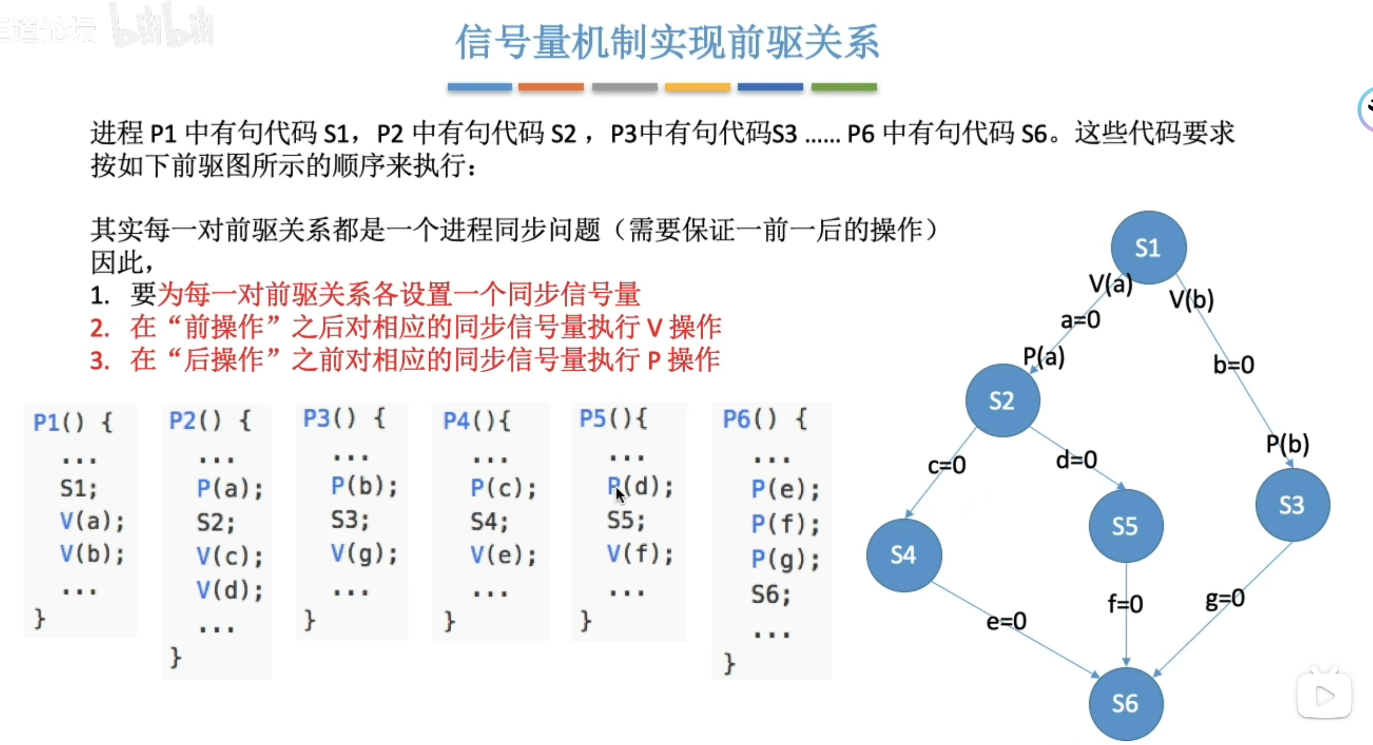 王道论坛 bilibili
信号量机制实现前驱关系
进程 P1 中有句代码 S1，P2 中有句代码 S2 ，P3中有句代码S3 …… P6 中有句代码 S6。这些代码要求
按如下前驱图所示的顺序来执行：
其实每一对前驱关系都是一个进程同步问题（需要保证一前一后的操作）
因此，
1. 要为每一对前驱关系各设置一个同步信号量
2. 在“前操作”之后对相应的同步信号量执行 V 操作
3. 在“后操作”之前对相应的同步信号量执行 P 操作
P1() {
...
S1;
V(a);
V(b);
...
}
P2() {
...
P(a);
S2;
V(c);
V(d);
...
}
P3() {
...
P(b);
S3;
V(g);
...
}
P4(){
...
P(c);
S4;
V(e);
...
}
P5(){
...
P(d);
S5;
V(f);
...
}
P6() {
...
P(e);
P(f);
P(g);
S6;
...
}
S1
V(a)
V(b)
a=0
P(a)
b=0
S2
P(b)
c=0
d=0
S3
S5
S4
f=0
g=0
e=0
S6